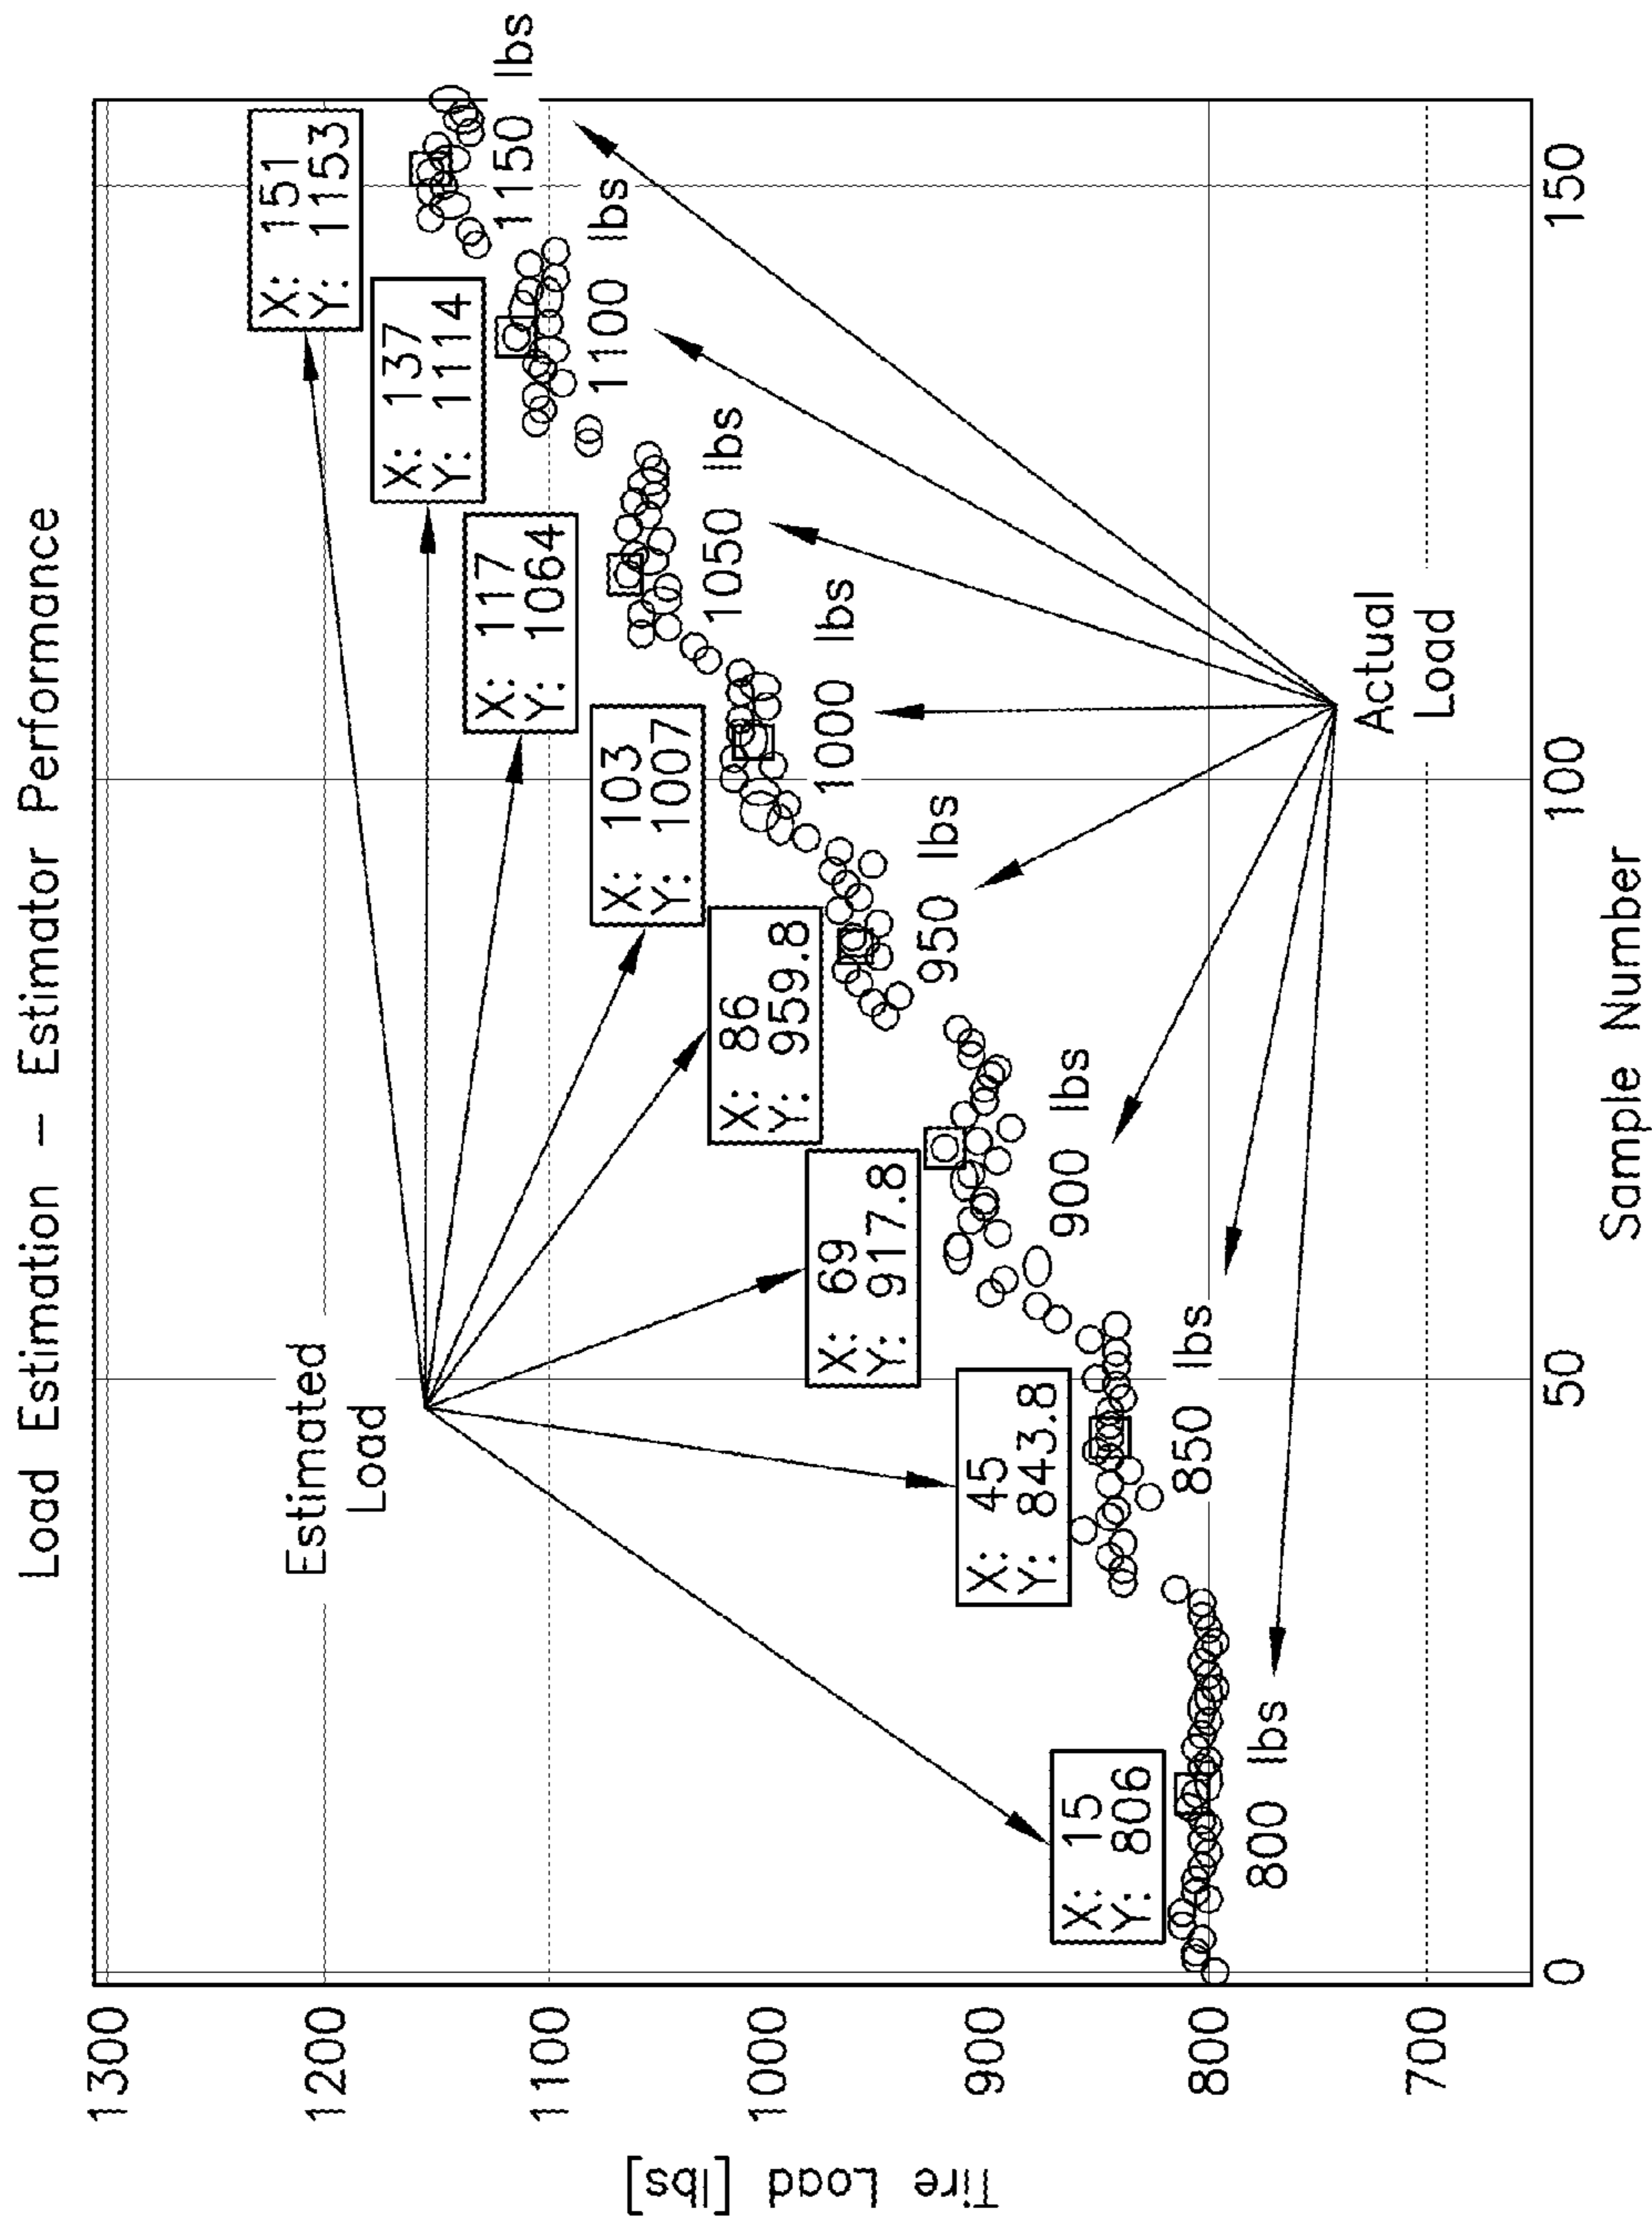 Load Estimation – Estimator Performance
Tire Load [lbs]
1300
1200
1100
1000
900
800
700
Estimated
Load
X: 15
Y: 806
X: 45
Y: 843.8
X: 69
Y: 917.8
X: 86
Y: 959.8
X: 103
Y: 1007
X: 117
Y: 1064
X: 137
Y: 1114
X: 151
Y: 1153
800 lbs
850 lbs
900 lbs
950 lbs
1000 lbs
1050 lbs
1100 lbs
1150 lbs
Actual
Load
0
50
100
150
Sample Number